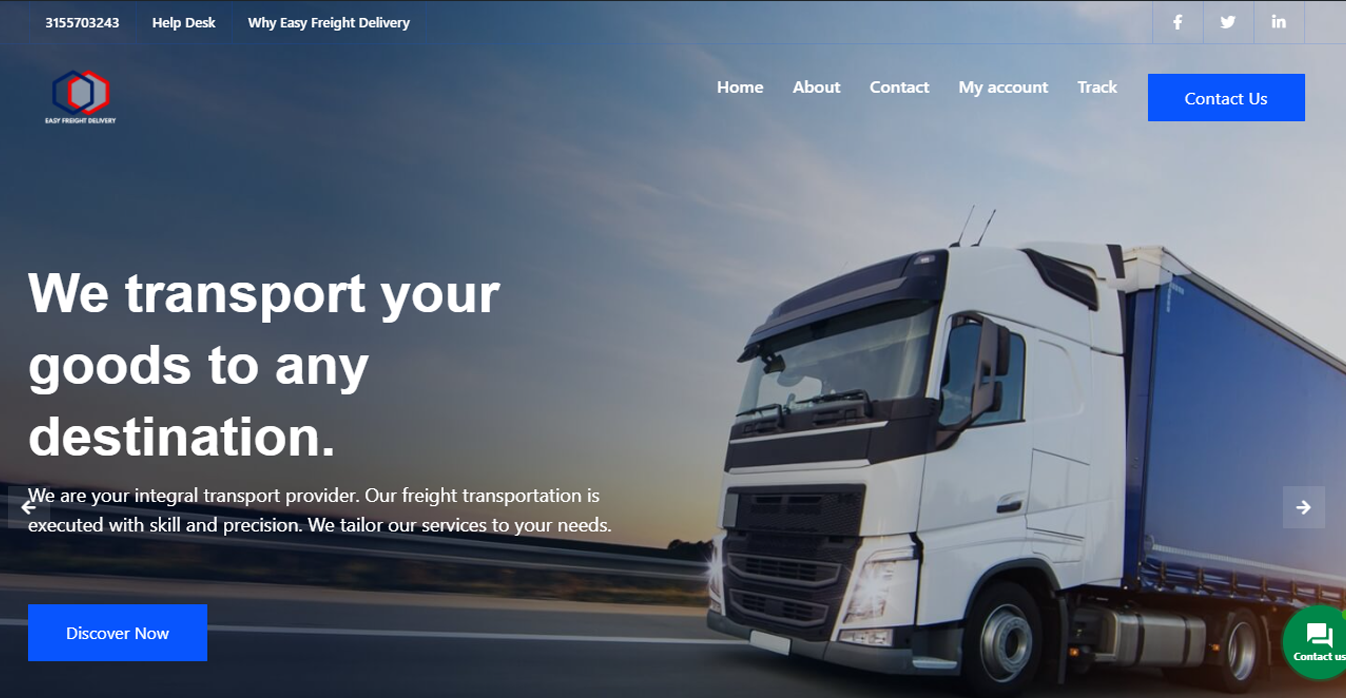 3155703243 Help Desk Why Easy Freight Delivery
EASY FREIGHT DELIVERY
Home About Contact My account Track Contact Us
We transport your
goods to any
destination.
We are your integral transport provider. Our freight transportation is
executed with skill and precision. We tailor our services to your needs.
Discover Now
Contact us